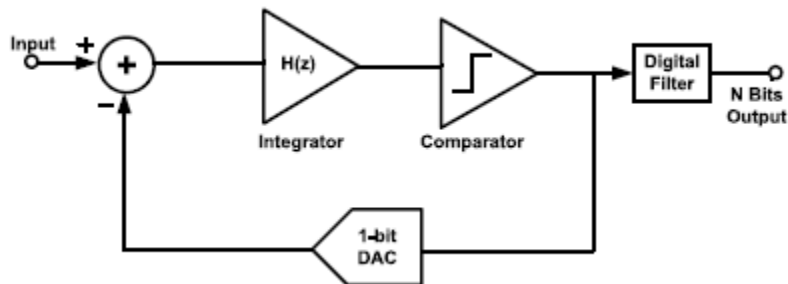 Input
+
+
−
H(z)
Integrator
Comparator
Digital
Filter
N Bits
Output
1-bit
DAC